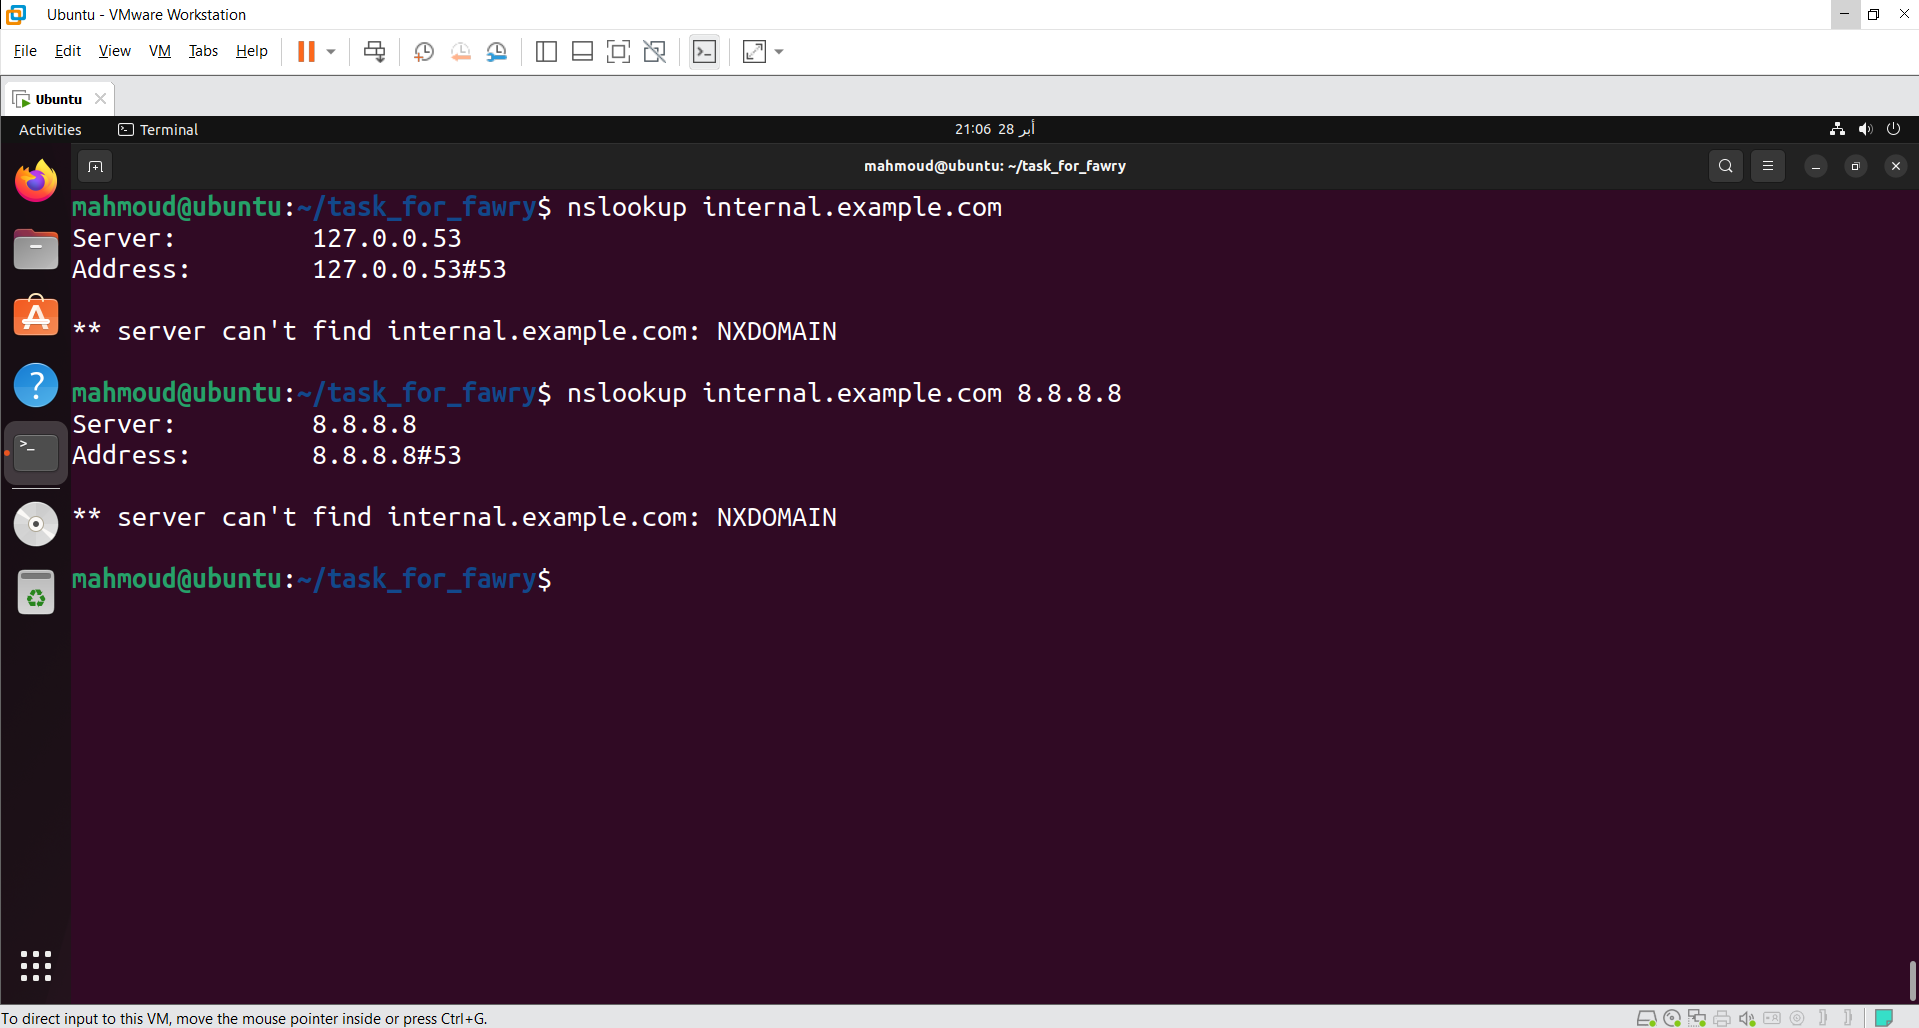 Ubuntu - VMware Workstation
File Edit View VM Tabs Help
Ubuntu
Activities Terminal 21:06 28 أبر
mahmoud@ubuntu: ~/task_for_fawry
mahmoud@ubuntu:~/task_for_fawry$ nslookup internal.example.com
Server: 127.0.0.53
Address: 127.0.0.53#53
** server can't find internal.example.com: NXDOMAIN
mahmoud@ubuntu:~/task_for_fawry$ nslookup internal.example.com 8.8.8.8
Server: 8.8.8.8
Address: 8.8.8.8#53
** server can't find internal.example.com: NXDOMAIN
mahmoud@ubuntu:~/task_for_fawry$
To direct input to this VM, move the mouse pointer inside or press Ctrl+G.